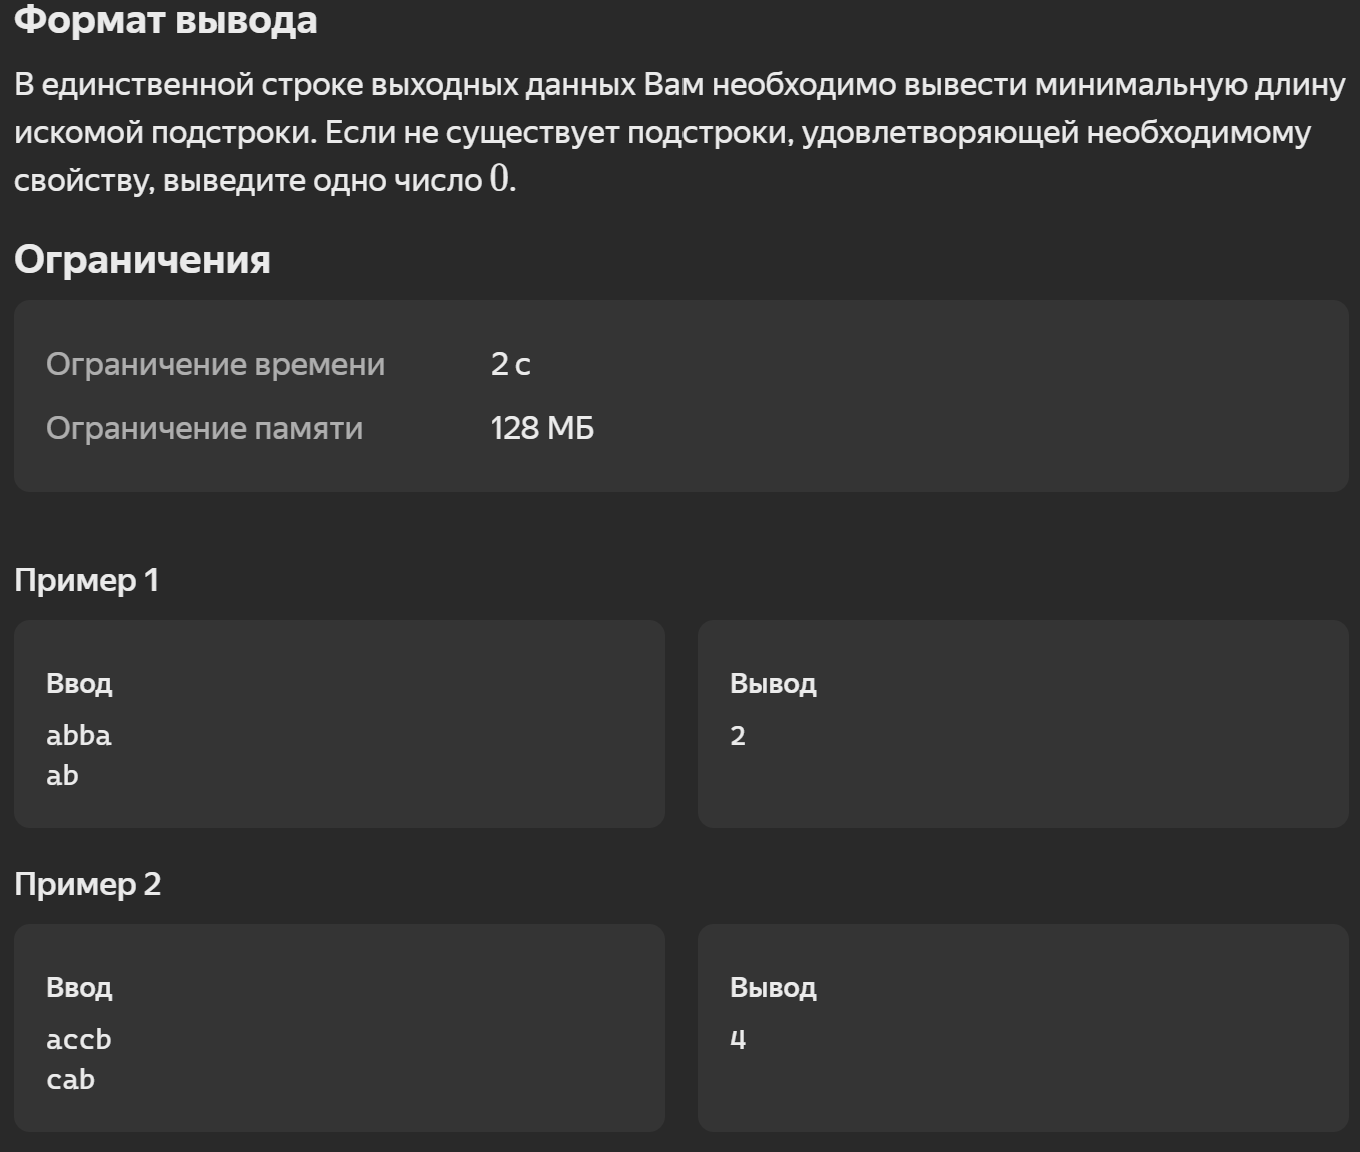 Формат вывода
В единственной строке выходных данных Вам необходимо вывести минимальную длину
искомой подстроки. Если не существует подстроки, удовлетворяющей необходимому
свойству, выведите одно число 0.
Ограничения
Ограничение времени 2 с
Ограничение памяти 128 МБ
Пример 1
Ввод
abba
ab
Вывод
2
Пример 2
Ввод
accb
cab
Вывод
4